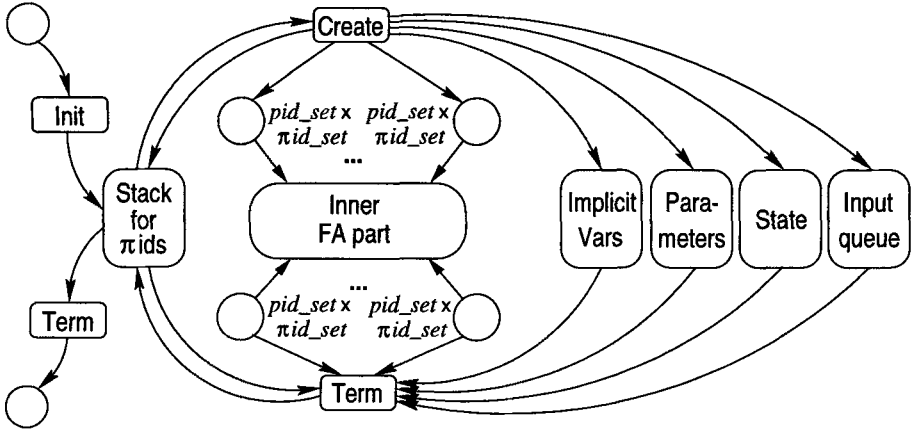 Create
Init
pid_set x pid_set x
πid_set πid_set
...
Stack
for
πids
Inner
FA part
Implicit
Vars
Para-
meters
State
Input
queue
...
pid_set x pid_set x
πid_set πid_set
Term
Term